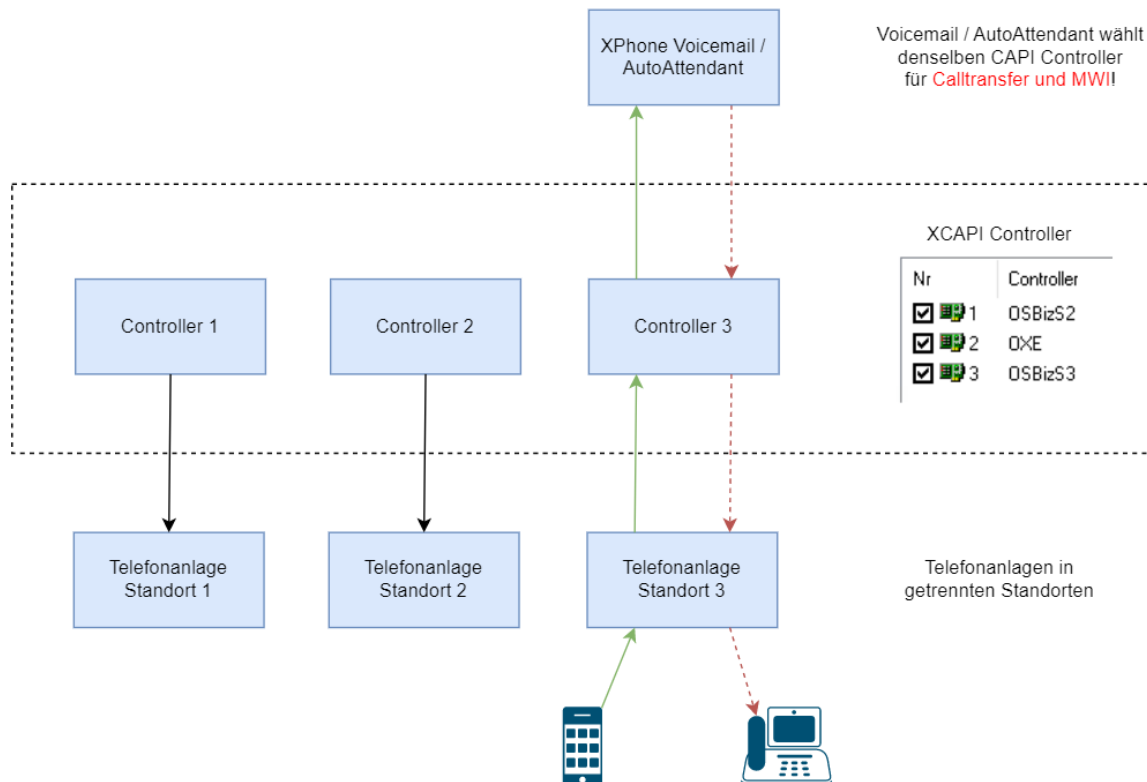 XPhone Voicemail /
AutoAttendant
Voicemail / AutoAttendant wählt
denselben CAPI Controller
für Calltransfer und MWI!
XCAPI Controller
Nr Controller
1 OSBizS2
2 OXE
3 OSBizS3
Controller 1
Controller 2
Controller 3
Telefonanlage
Standort 1
Telefonanlage
Standort 2
Telefonanlage
Standort 3
Telefonanlagen in
getrennten Standorten